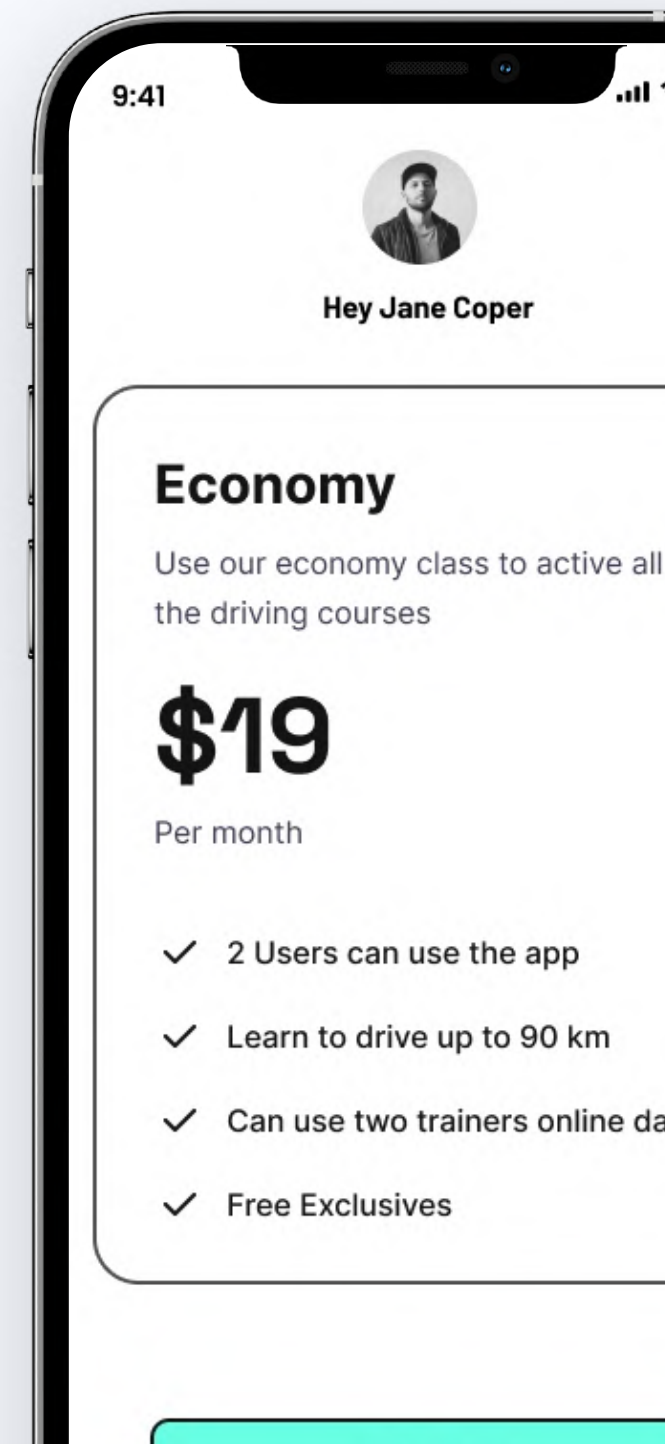 9:41
Hey Jane Coper
Economy
Use our economy class to active all
the driving courses
$19
Per month
2 Users can use the app
Learn to drive up to 90 km
Can use two trainers online
Free Exclusives